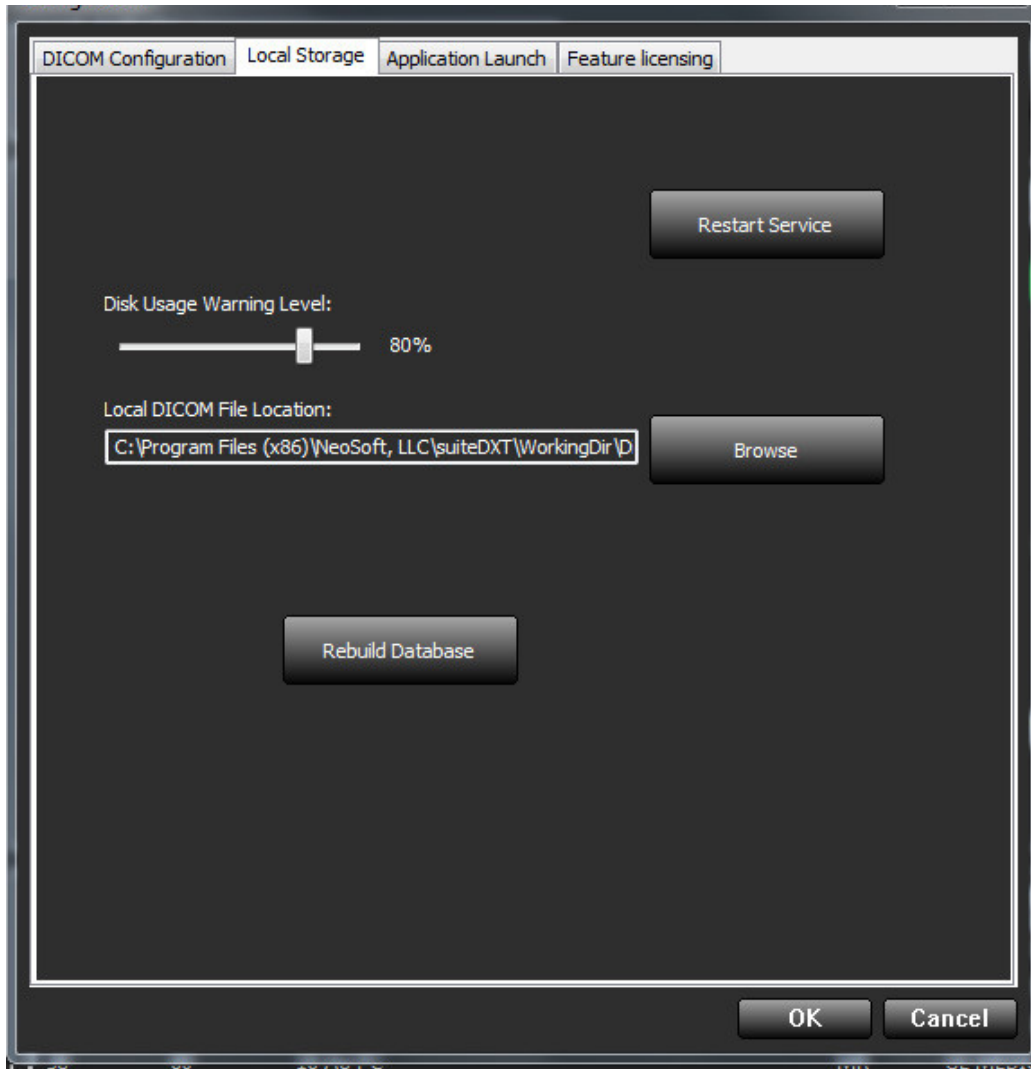 DICOM Configuration Local Storage Application Launch Feature licensing
Restart Service
Disk Usage Warning Level:
80%
Local DICOM File Location:
C:\Program Files (x86)\NeoSoft, LLC\suiteDXT\WorkingDir\D
Browse
Rebuild Database
OK Cancel